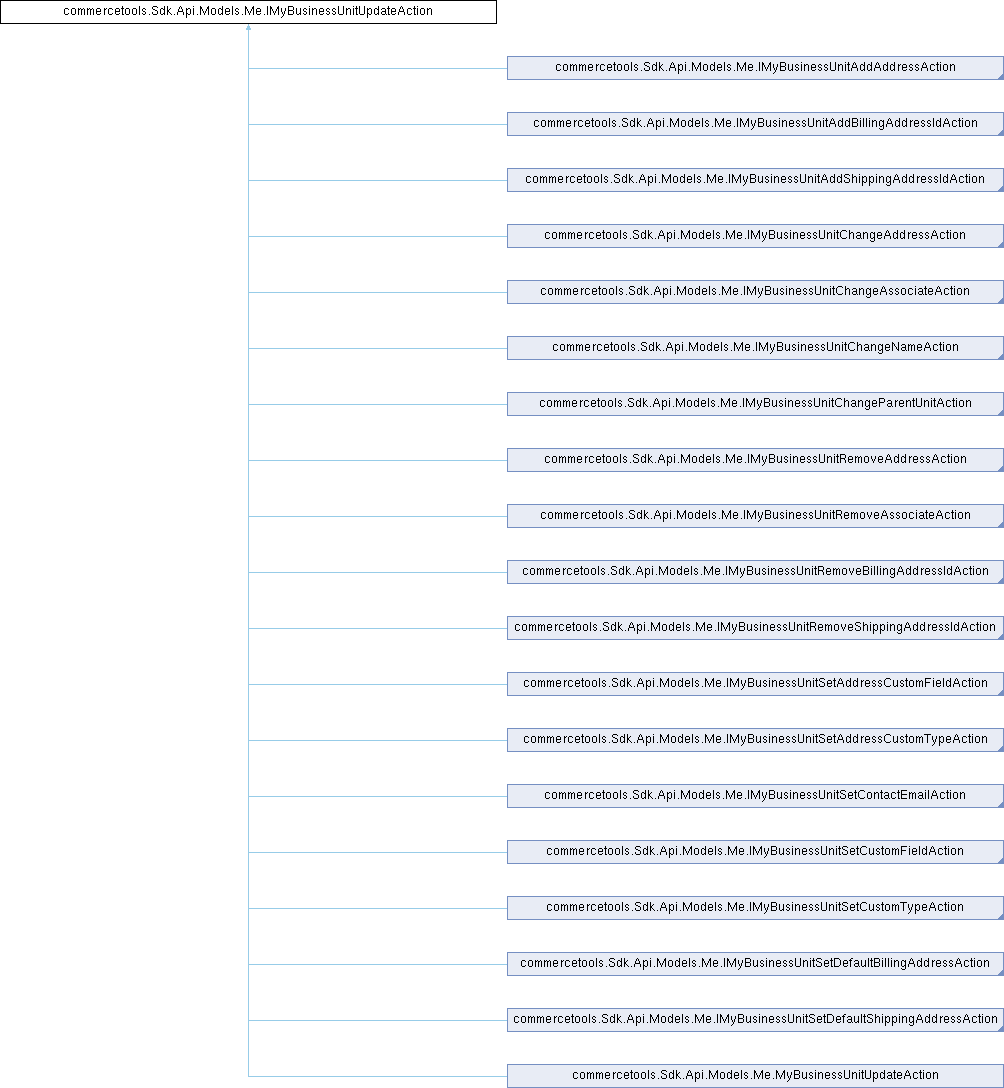 commercetools.Sdk.Api.Models.Me.IMyBusinessUnitUpdateAction
commercetools.Sdk.Api.Models.Me.IMyBusinessUnitAddAddressAction
commercetools.Sdk.Api.Models.Me.IMyBusinessUnitAddBillingAddressIdAction
commercetools.Sdk.Api.Models.Me.IMyBusinessUnitAddShippingAddressIdAction
commercetools.Sdk.Api.Models.Me.IMyBusinessUnitChangeAddressAction
commercetools.Sdk.Api.Models.Me.IMyBusinessUnitChangeAssociateAction
commercetools.Sdk.Api.Models.Me.IMyBusinessUnitChangeNameAction
commercetools.Sdk.Api.Models.Me.IMyBusinessUnitChangeParentUnitAction
commercetools.Sdk.Api.Models.Me.IMyBusinessUnitRemoveAddressAction
commercetools.Sdk.Api.Models.Me.IMyBusinessUnitRemoveAssociateAction
commercetools.Sdk.Api.Models.Me.IMyBusinessUnitRemoveBillingAddressIdAction
commercetools.Sdk.Api.Models.Me.IMyBusinessUnitRemoveShippingAddressIdAction
commercetools.Sdk.Api.Models.Me.IMyBusinessUnitSetAddressCustomFieldAction
commercetools.Sdk.Api.Models.Me.IMyBusinessUnitSetAddressCustomTypeAction
commercetools.Sdk.Api.Models.Me.IMyBusinessUnitSetContactEmailAction
commercetools.Sdk.Api.Models.Me.IMyBusinessUnitSetCustomFieldAction
commercetools.Sdk.Api.Models.Me.IMyBusinessUnitSetCustomTypeAction
commercetools.Sdk.Api.Models.Me.IMyBusinessUnitSetDefaultBillingAddressAction
commercetools.Sdk.Api.Models.Me.IMyBusinessUnitSetDefaultShippingAddressAction
commercetools.Sdk.Api.Models.Me.MyBusinessUnitUpdateAction